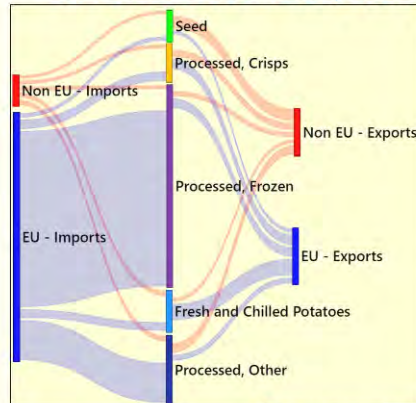 Seed
Processed, Crisps
Non EU - Imports
Non EU - Exports
Processed, Frozen
EU - Imports
EU - Exports
Fresh and Chilled Potatoes
Processed, Other